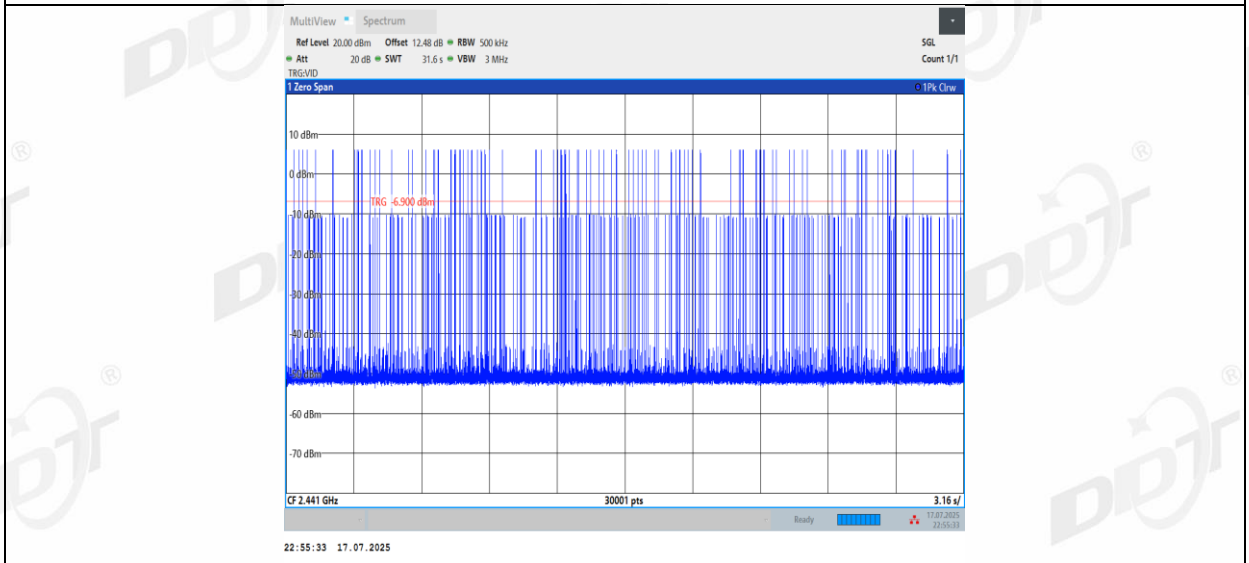 MultiView Spectrum
Ref Level 20.00 dBm Offset 12.48 dB RBW 500 kHz SGL
Att 20 dB SWT 31.6 s VBW 3 MHz Count 1/1
TRG:VID
1 Zero Span 1Pk Clrw
10 dBm
0 dBm
TRG -6.900 dBm
-10 dBm
-20 dBm
-30 dBm
-40 dBm
-50 dBm
-60 dBm
-70 dBm
CF 2.441 GHz 30001 pts 3.16 s/
Ready 17.07.2025
22:55:33
22:55:33 17.07.2025
DDT
®